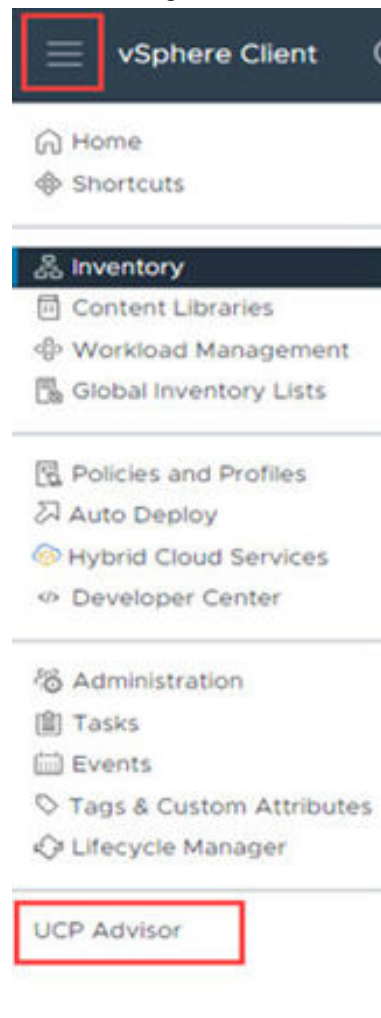 vSphere Client
Home
Shortcuts
Inventory
Content Libraries
Workload Management
Global Inventory Lists
Policies and Profiles
Auto Deploy
Hybrid Cloud Services
Developer Center
Administration
Tasks
Events
Tags & Custom Attributes
Lifecycle Manager
UCP Advisor